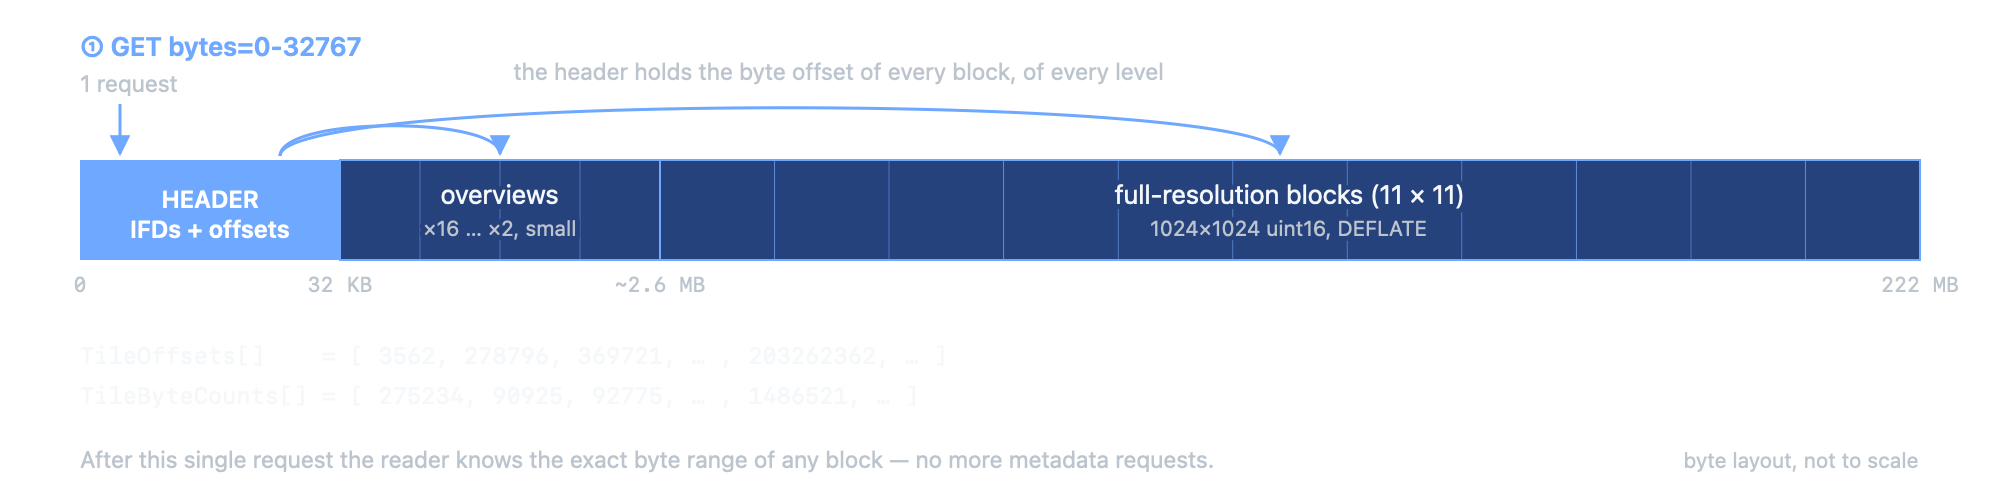 ① GET bytes=0-32767
1 request
the header holds the byte offset of every block, of every level
HEADER
IFDs + offsets
overviews
×16 … ×2, small
full-resolution blocks (11 × 11)
1024×1024 uint16, DEFLATE
0
32 KB
~2.6 MB
222 MB
TileOffsets[] = [ 3562, 278796, 369721, … , 203262362, … ]
TileByteCounts[] = [ 275234, 90925, 92775, … , 1486521, … ]
After this single request the reader knows the exact byte range of any block — no more metadata requests.
byte layout, not to scale